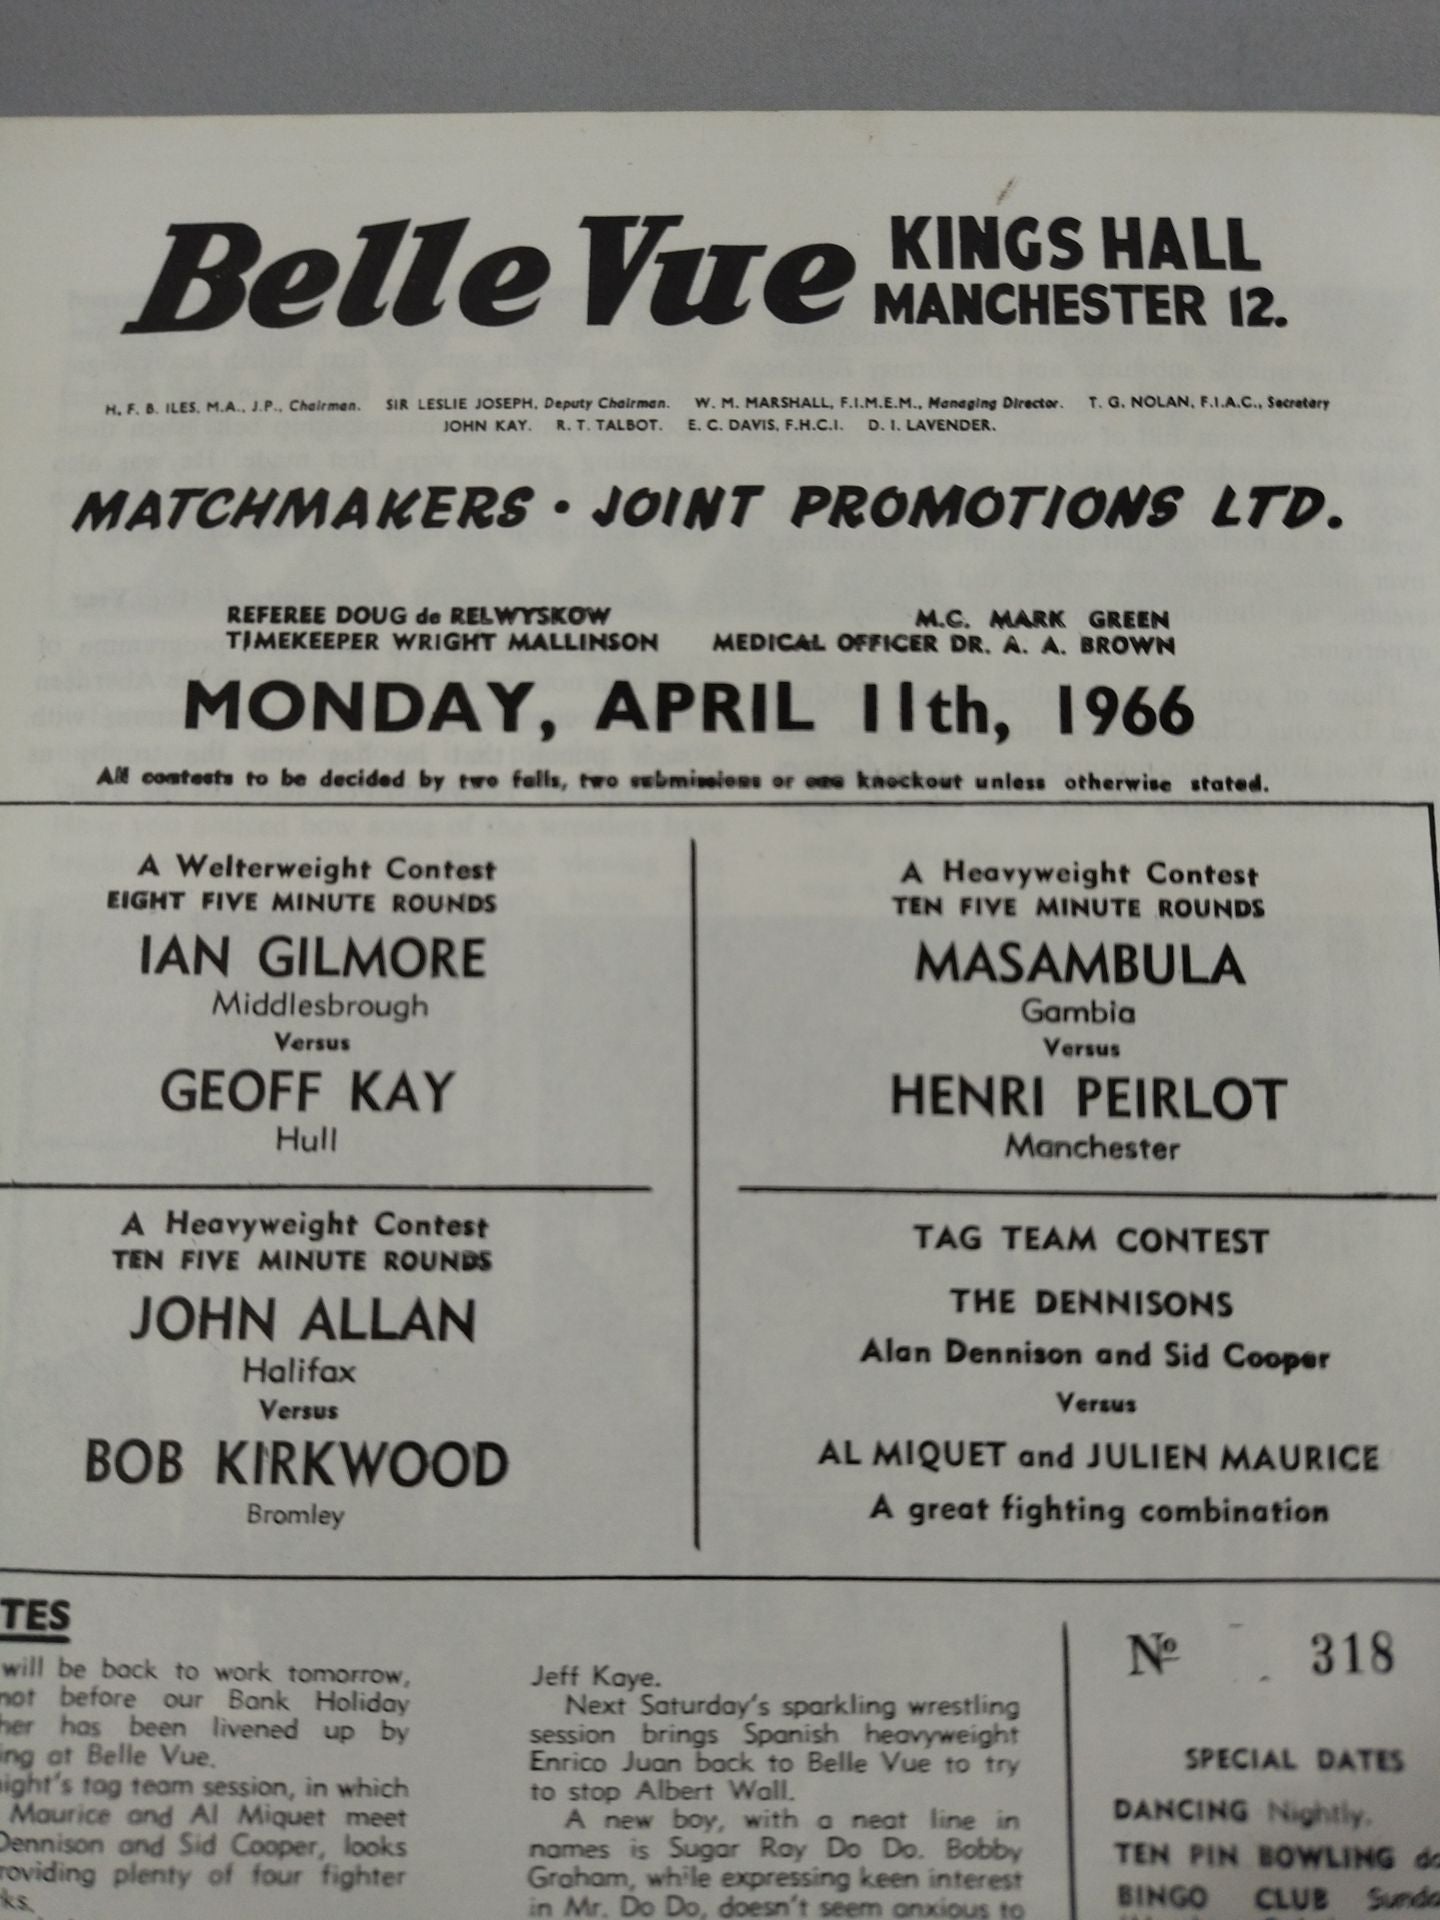 Belle Vue KINGS HALL
MANCHESTER 12.
H. F. B. ILES, M.A., J.P., Chairman. SIR LESLIE JOSEPH, Deputy Chairman. W. M. MARSHALL, F.I.M.E.M., Managing Director. T. G. NOLAN, F.I.A.C., Secretary
JOHN KAY. R. T. TALBOT. E. C. DAVIS, F.H.C.I. D. I. LAVENDER.
MATCHMAKERS · JOINT PROMOTIONS LTD.
REFEREE DOUG de RELWYSKOW M.C. MARK GREEN
TIMEKEEPER WRIGHT MALLINSON MEDICAL OFFICER DR. A. A. BROWN
MONDAY, APRIL 11th, 1966
All contests to be decided by two falls, two submissions or one knockout unless otherwise stated.
A Welterweight Contest
EIGHT FIVE MINUTE ROUNDS
IAN GILMORE
Middlesbrough
Versus
GEOFF KAY
Hull
A Heavyweight Contest
TEN FIVE MINUTE ROUNDS
MASAMBULA
Gambia
Versus
HENRI PEIRLOT
Manchester
A Heavyweight Contest
TEN FIVE MINUTE ROUNDS
JOHN ALLAN
Halifax
Versus
BOB KIRKWOOD
Bromley
TAG TEAM CONTEST
THE DENNISONS
Alan Dennison and Sid Cooper
Versus
AL MIQUET and JULIEN MAURICE
A great fighting combination
TES
will be back to work tomorrow,
not before our Bank Holiday
her has been livened up by
ing at Belle Vue.
ight's tag team session, in which
Maurice and Al Miquet meet
Dennison and Sid Cooper, looks
roviding plenty of four fighter
ks.
Jeff Kaye.
Next Saturday's sparkling wrestling
session brings Spanish heavyweight
Enrico Juan back to Belle Vue to try
to stop Albert Wall.
A new boy, with a neat line in
names is Sugar Ray Do Do. Bobby
Graham, while expressing keen interest
in Mr. Do Do, doesn't seem anxious to
№ 318
SPECIAL DATES
DANCING Nightly.
TEN PIN BOWLING da
BINGO CLUB Sunda